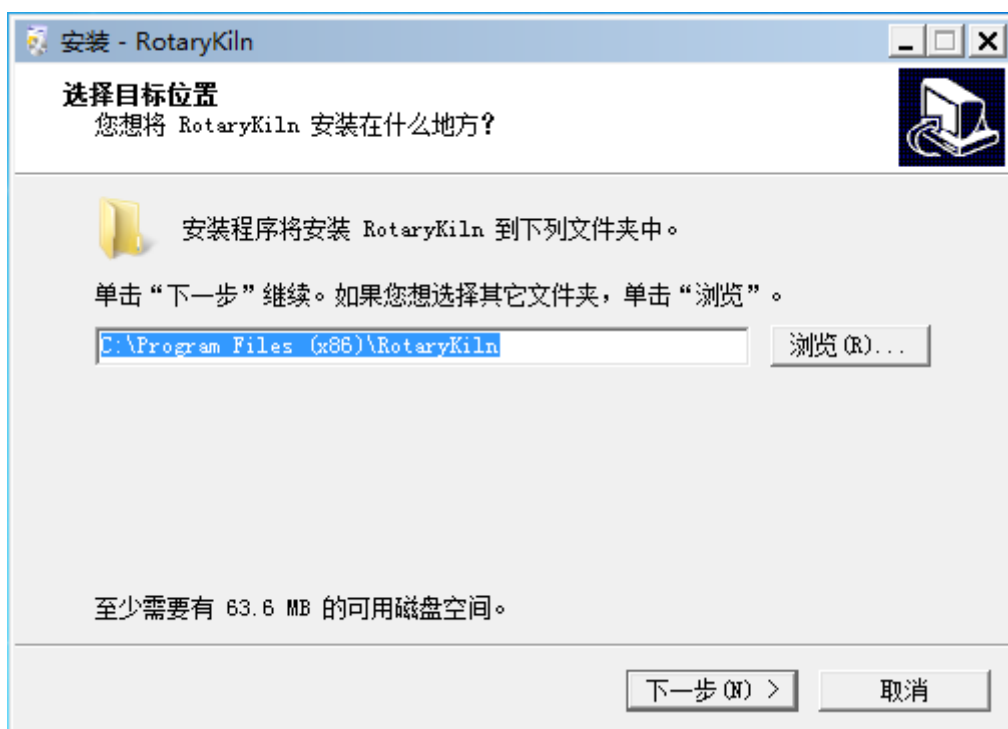 安装 - RotaryKiln
选择目标位置
您想将 RotaryKiln 安装在什么地方?
安装程序将安装 RotaryKiln 到下列文件夹中。
单击“下一步”继续。如果您想选择其它文件夹，单击“浏览”。
C:\Program Files (x86)\RotaryKiln
浏览(R)...
至少需要有 63.6 MB 的可用磁盘空间。
下一步(N) >
取消